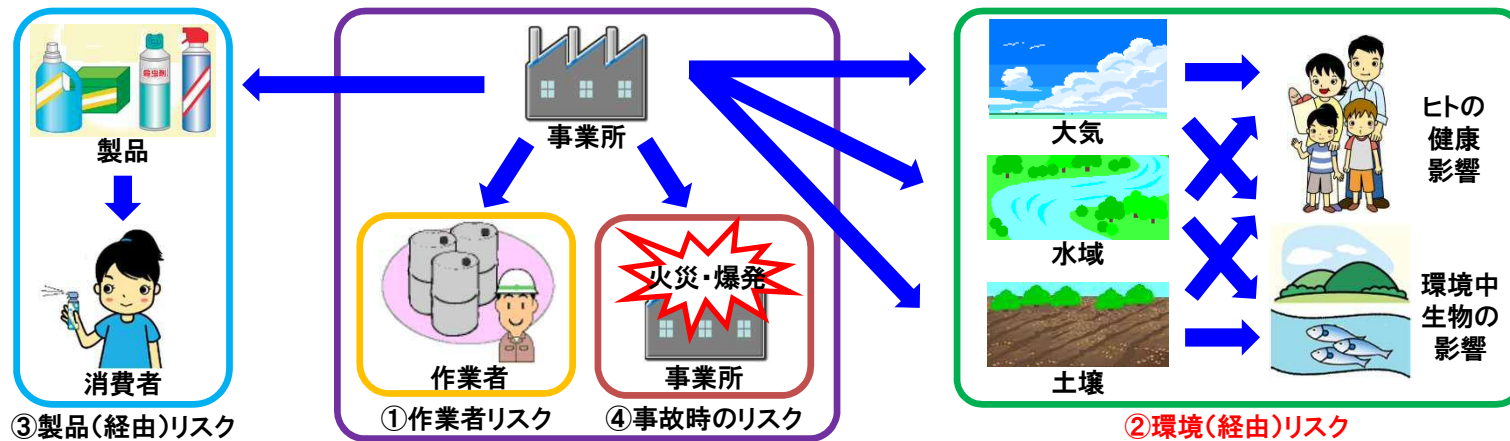 殺虫剤
製品
消費者
③製品(経由)リスク
事業所
火災・爆発
作業者
事業所
①作業者リスク
④事故時のリスク
大気
水域
土壌
ヒトの
健康
影響
環境中
生物の
影響
②環境(経由)リスク